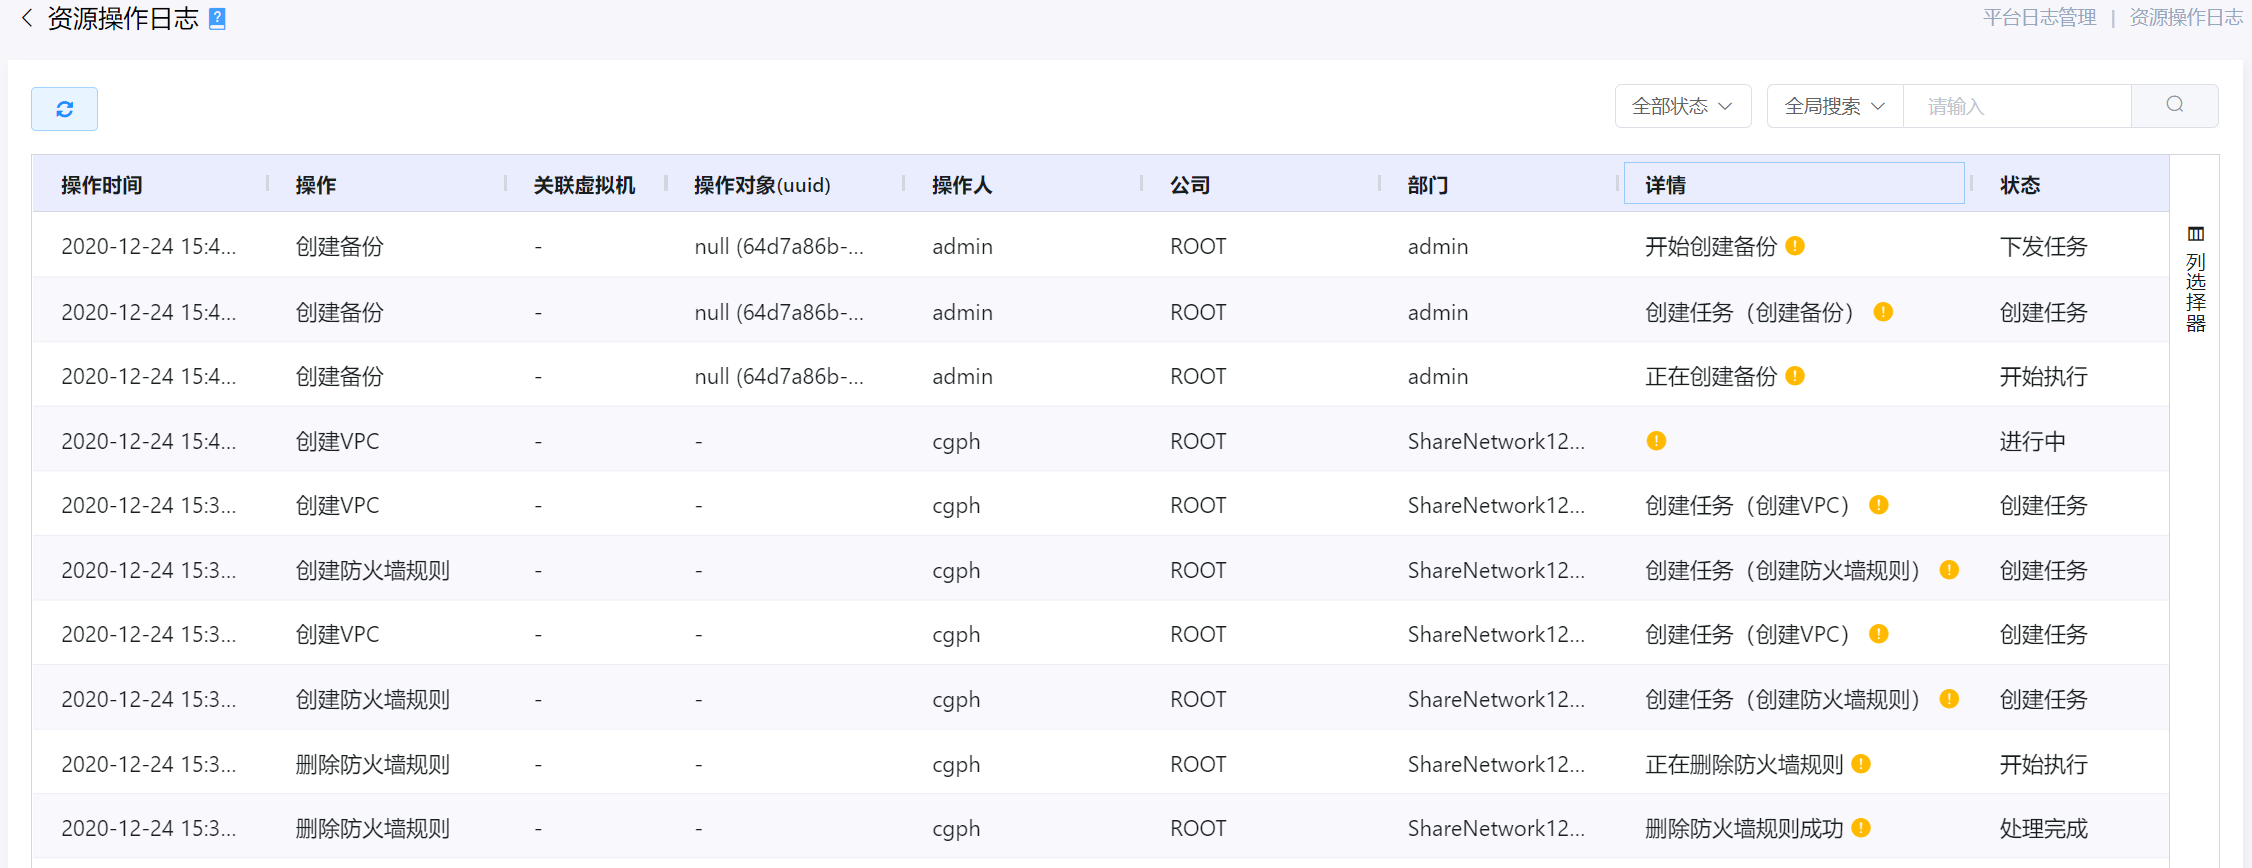 资源操作日志
平台日志管理 | 资源操作日志
全部状态 全局搜索 请输入
操作时间 操作 关联虚拟机 操作对象(uuid) 操作人 公司 部门 详情 状态
2020-12-24 15:4... 创建备份 - null (64d7a86b-... admin ROOT admin 开始创建备份 下发任务
2020-12-24 15:4... 创建备份 - null (64d7a86b-... admin ROOT admin 创建任务（创建备份） 创建任务
2020-12-24 15:4... 创建备份 - null (64d7a86b-... admin ROOT admin 正在创建备份 开始执行
2020-12-24 15:4... 创建VPC - - cgph ROOT ShareNetwork12... 进行中
2020-12-24 15:3... 创建VPC - - cgph ROOT ShareNetwork12... 创建任务（创建VPC） 创建任务
2020-12-24 15:3... 创建防火墙规则 - - cgph ROOT ShareNetwork12... 创建任务（创建防火墙规则） 创建任务
2020-12-24 15:3... 创建VPC - - cgph ROOT ShareNetwork12... 创建任务（创建VPC） 创建任务
2020-12-24 15:3... 创建防火墙规则 - - cgph ROOT ShareNetwork12... 创建任务（创建防火墙规则） 创建任务
2020-12-24 15:3... 删除防火墙规则 - - cgph ROOT ShareNetwork12... 正在删除防火墙规则 开始执行
2020-12-24 15:3... 删除防火墙规则 - - cgph ROOT ShareNetwork12... 删除防火墙规则成功 处理完成
列选择器